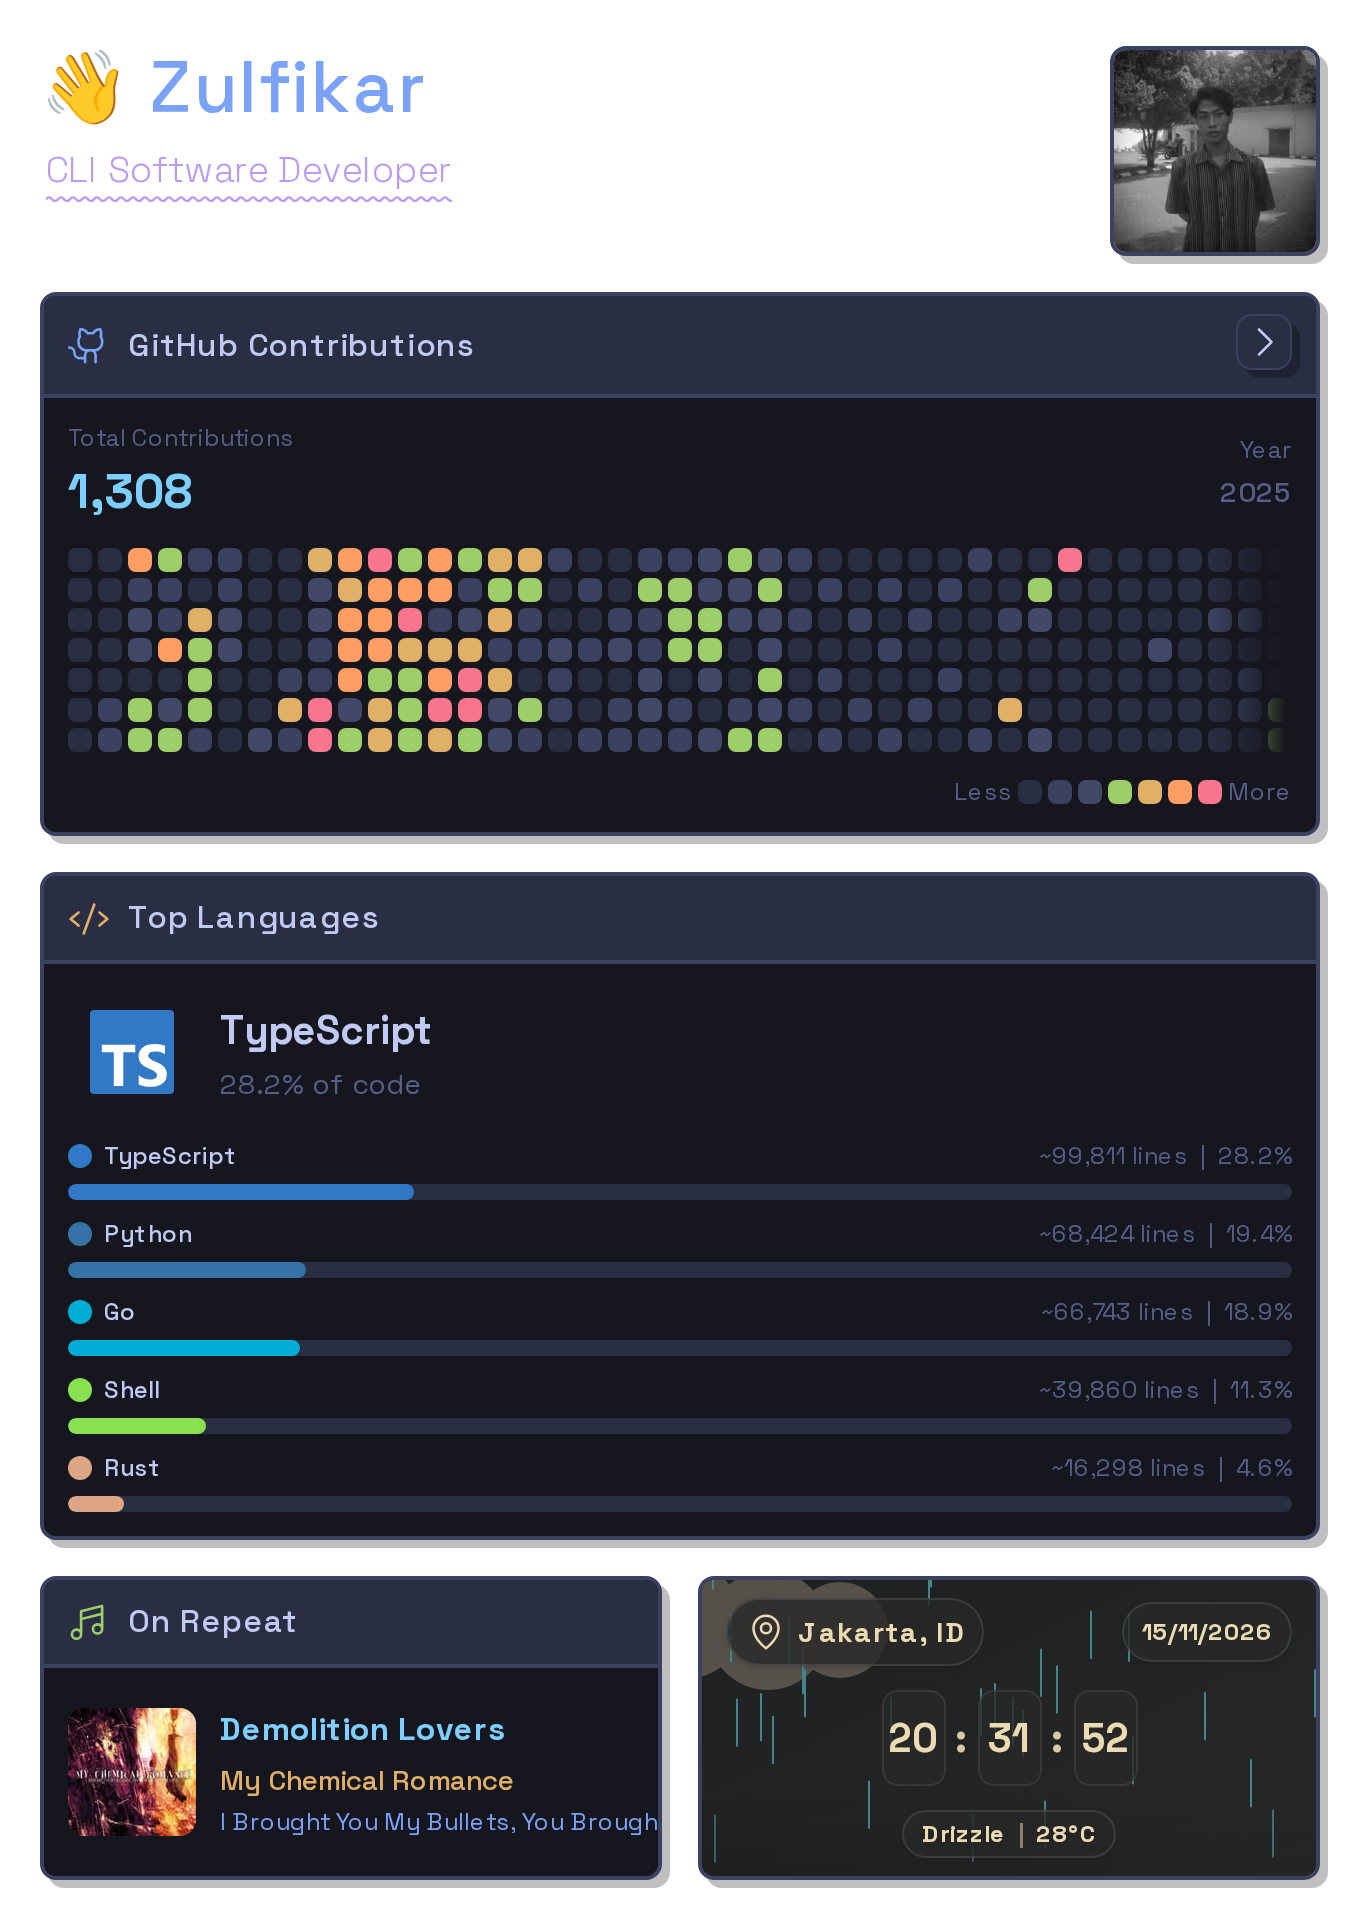 👋 Zulfikar
CLI Software Developer
GitHub Contributions
Total Contributions
Year
1,308
2025
Less More
Top Languages
TS
TypeScript
28.2% of code
TypeScript ~99,811 lines | 28.2%
Python ~68,424 lines | 19.4%
Go ~66,743 lines | 18.9%
Shell ~39,860 lines | 11.3%
Rust ~16,298 lines | 4.6%
On Repeat
Demolition Lovers
My Chemical Romance
I Brought You My Bullets, You Brough
MY CHEMICAL ROMANCE
Jakarta, ID
15/11/2026
20 : 31 : 52
Drizzle | 28°C